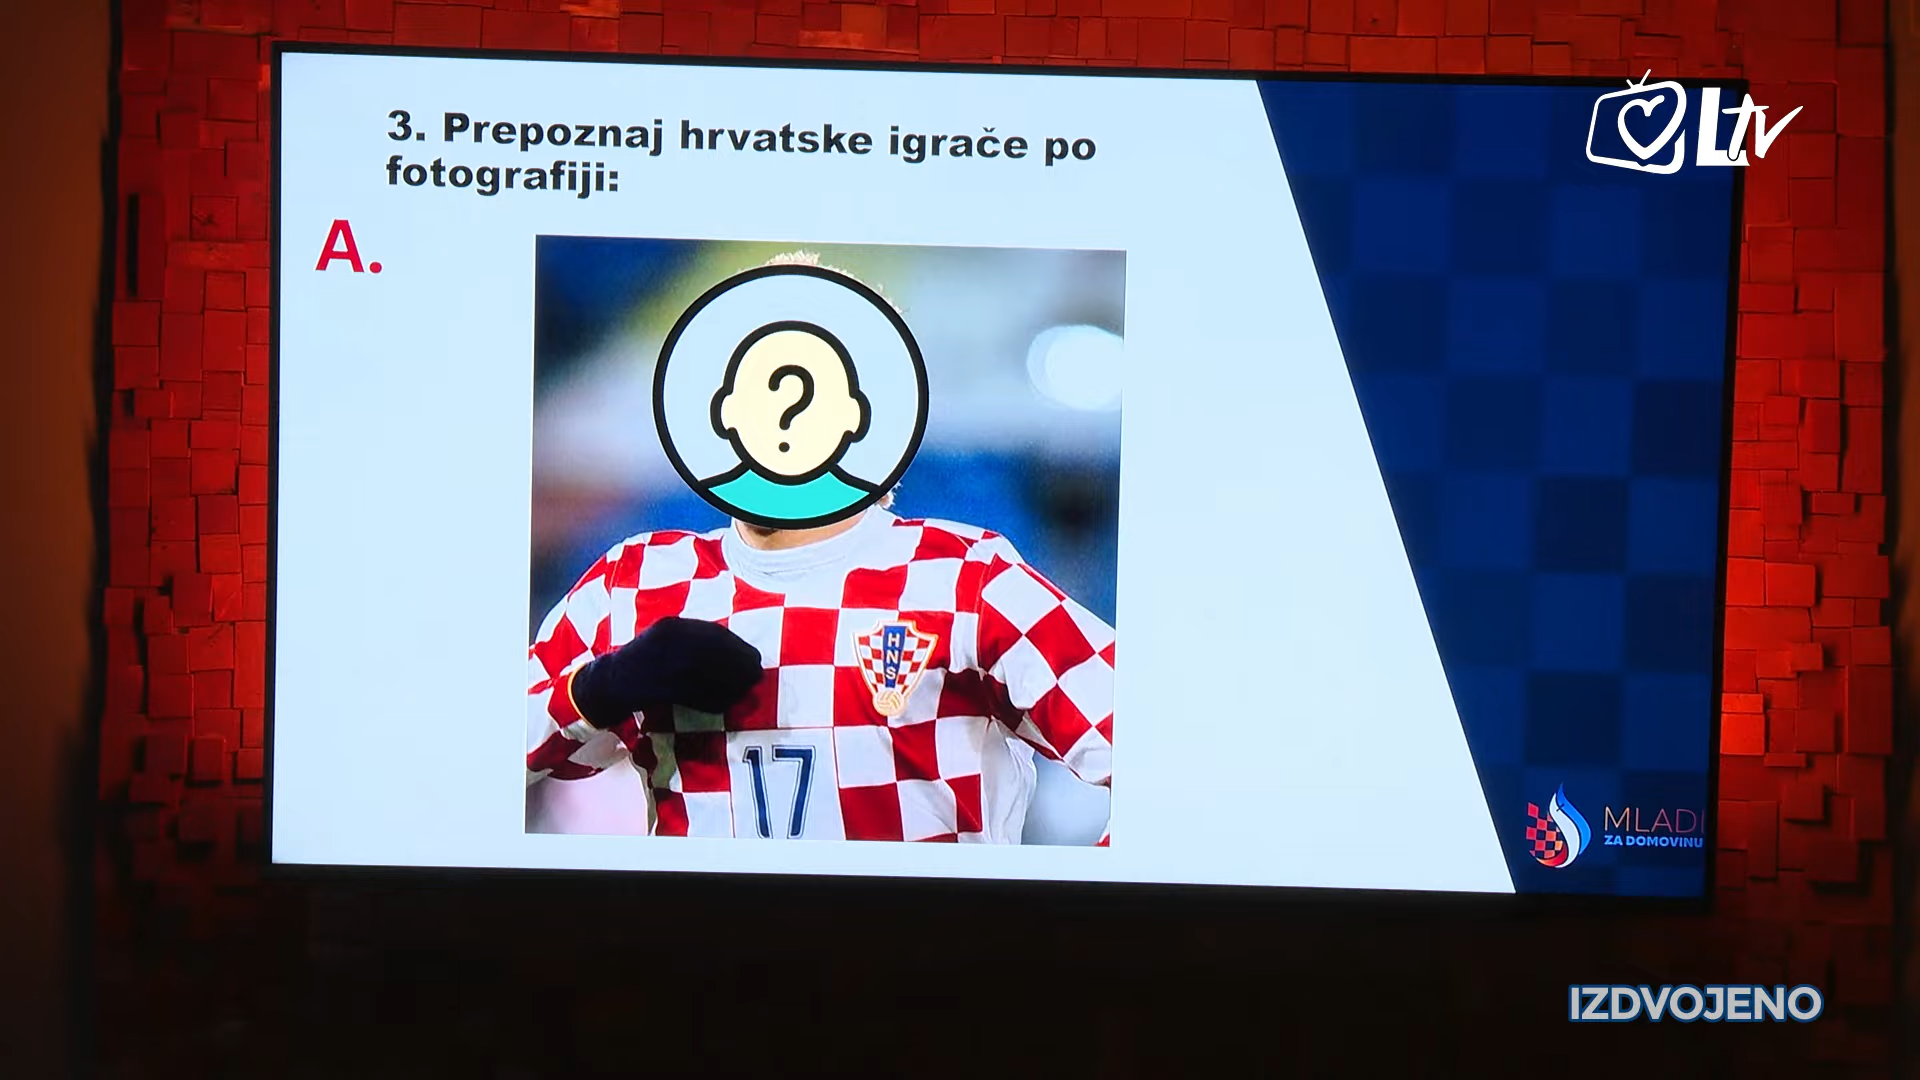 LTV
3. Prepoznaj hrvatske igrače po
fotografiji:
A.
?
HNS
17
MLADI
ZA DOMOVINU
IZDVOJENO